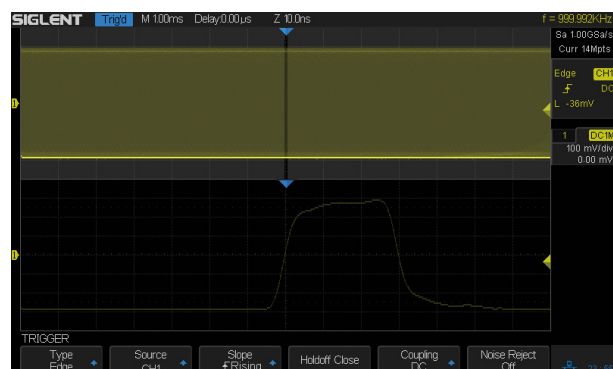 SIGLENT Trig'd M 1.00ms Delay:0.00µs Z 10.0ns f = 999.992KHz
Sa 1.00GSa/s
Curr 14Mpts
Edge CH1
DC
L -36mV
1 DC1M
100 mV/div
0.00 mV
1
1
TRIGGER
Type Source Slope Holdoff Close Coupling Noise Reject
Edge CH1 Rising DC Off